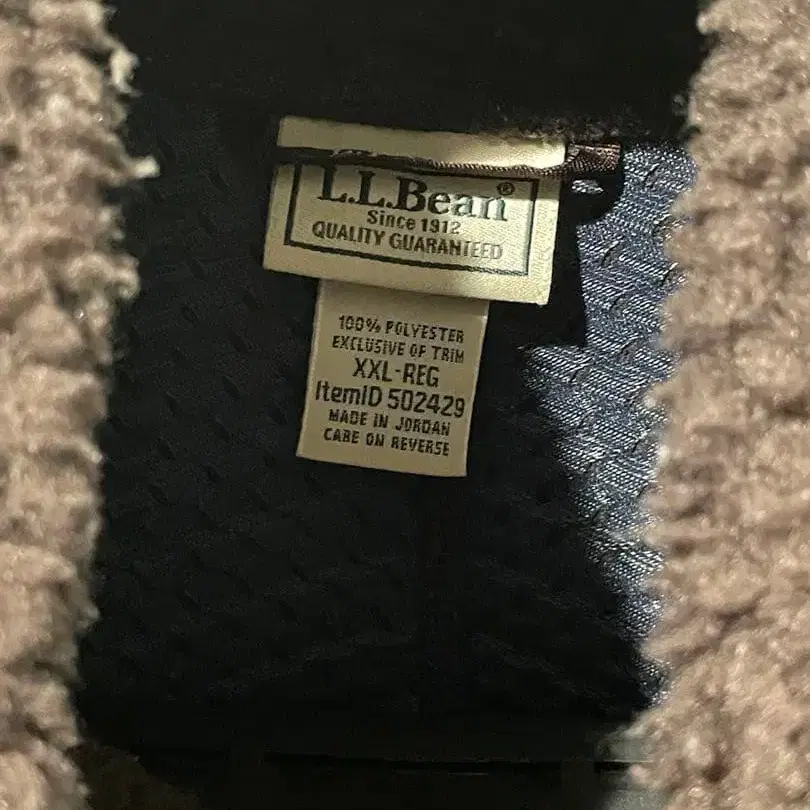 L.L.Bean®
Since 1912
QUALITY GUARANTEED
100% POLYESTER
EXCLUSIVE OF TRIM
XXL-REG
ItemID 502429
MADE IN JORDAN
CARE ON REVERSE